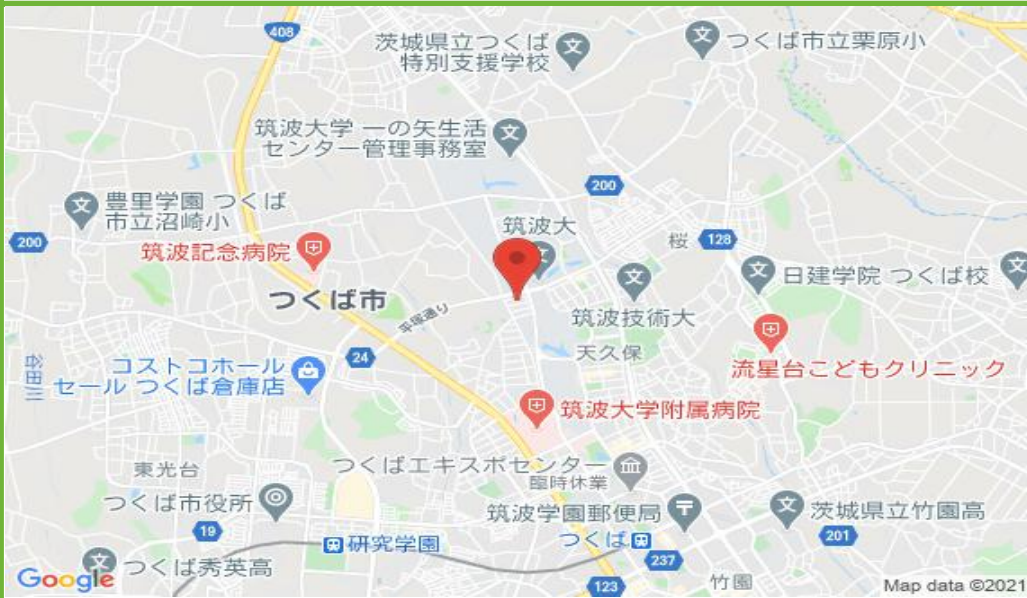 408
茨城県立つくば
特別支援学校
つくば市立栗原小
筑波大学 一の矢生活
センター管理事務室
200
豊里学園 つくば
市立沼崎小
筑波大
桜
128
200
筑波記念病院
日建学院 つくば校
つくば市
平塚通り
筑波技術大
天久保
24
流星台こどもクリニック
谷田川
コストコホール
セール つくば倉庫店
筑波大学附属病院
東光台
つくばエキスポセンター
臨時休業
つくば市役所
筑波学園郵便局
茨城県立竹園高
19
研究学園
つくば
201
237
つくば秀英高
竹園
123
Google
Map data ©2021